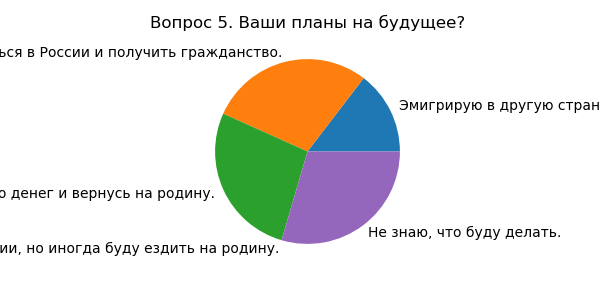 Вопрос 5. Ваши планы на будущее?
ься в России и получить гражданство.
Эмигрирую в другую стран
о денег и вернусь на родину.
Не знаю, что буду делать.
ии, но иногда буду ездить на родину.